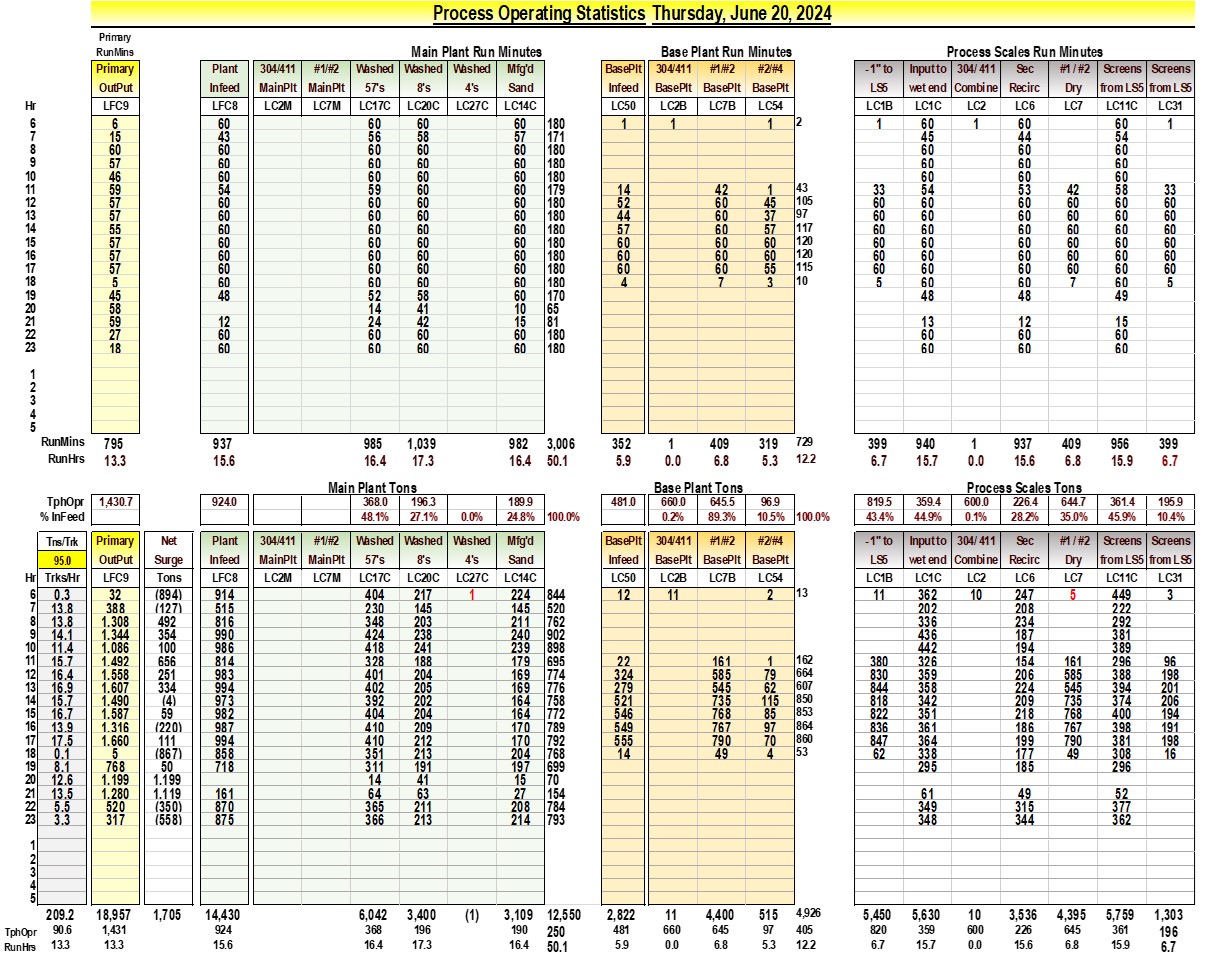 Process Operating Statistics Thursday, June 20, 2024
Primary
RunMins Main Plant Run Minutes Base Plant Run Minutes Process Scales Run Minutes
Primary Plant 304/411 #1/#2 Washed Washed Washed Mfg'd BasePlt 304/411 #1/#2 #2/#4 -1" to Input to 304/ 411 Sec #1 / #2 Screens Screens
OutPut Infeed MainPlt MainPlt 57's 8's 4's Sand Infeed BasePlt BasePlt BasePlt LS5 wet end Combine Recirc Dry from LS5 from LS5
Hr LFC9 LFC8 LC2M LC7M LC17C LC20C LC27C LC14C LC50 LC2B LC7B LC54 LC1B LC1C LC2 LC6 LC7 LC11C LC31
6 6 60 60 60 60 180 1 1 1 2 1 60 1 60 60 1
7 15 43 56 58 57 171 45 44 54
8 60 60 60 60 60 180 60 60 60
9 57 60 60 60 60 180 60 60 60
10 46 60 60 60 60 180 60 60 60
11 59 54 59 60 60 179 14 42 1 43 33 54 53 42 58 33
12 57 60 60 60 60 180 52 60 45 105 60 60 60 60 60 60
13 57 60 60 60 60 180 44 60 37 97 60 60 60 60 60 60
14 55 60 60 60 60 180 57 60 57 117 60 60 60 60 60 60
15 57 60 60 60 60 180 60 60 60 120 60 60 60 60 60 60
16 57 60 60 60 60 180 60 60 60 120 60 60 60 60 60 60
17 57 60 60 60 60 180 60 60 55 115 60 60 60 60 60 60
18 5 60 60 60 60 180 4 7 3 10 5 60 60 7 60 5
19 45 48 52 58 60 170 48 48 49
20 58 14 41 10 65
21 59 12 24 42 15 81 13 12 15
22 27 60 60 60 60 180 60 60 60
23 18 60 60 60 60 180 60 60 60
1
2
3
4
5
RunMins 795 937 985 1,039 982 3,006 352 1 409 319 729 399 940 1 937 409 956 399
RunHrs 13.3 15.6 16.4 17.3 16.4 50.1 5.9 0.0 6.8 5.3 12.2 6.7 15.7 0.0 15.6 6.8 15.9 6.7
Main Plant Tons Base Plant Tons Process Scales Tons
TphOpr 1,430.7 924.0 368.0 196.3 189.9 481.0 660.0 645.5 96.9 819.5 359.4 600.0 226.4 644.7 361.4 195.9
% InFeed 48.1% 27.1% 0.0% 24.8% 100.0% 0.2% 89.3% 10.5% 100.0% 43.4% 44.9% 0.1% 28.2% 35.0% 45.9% 10.4%
Tns/Trk Primary Net Plant 304/411 #1/#2 Washed Washed Washed Mfg'd BasePlt 304/411 #1/#2 #2/#4 -1" to Input to 304/ 411 Sec #1 / #2 Screens Screens
95.0 OutPut Surge Infeed MainPlt MainPlt 57's 8's 4's Sand Infeed BasePlt BasePlt BasePlt LS5 wet end Combine Recirc Dry from LS5 from LS5
Hr Trks/Hr LFC9 Tons LFC8 LC2M LC7M LC17C LC20C LC27C LC14C LC50 LC2B LC7B LC54 LC1B LC1C LC2 LC6 LC7 LC11C LC31
6 0.3 32 (894) 914 404 217 1 224 844 12 11 2 13 11 362 10 247 5 449 3
7 13.8 388 (127) 515 230 145 145 520 202 208 222
8 13.8 1.308 492 816 348 203 211 762 336 234 292
9 14.1 1.344 354 990 424 238 240 902 436 187 381
10 11.4 1.086 100 986 418 241 239 898 442 194 389
11 15.7 1.492 656 814 328 188 179 695 22 161 1 162 380 326 154 161 296 96
12 16.4 1.558 251 983 401 204 169 774 324 585 79 664 830 359 206 585 388 198
13 16.9 1.607 334 994 402 205 169 776 279 545 62 607 844 358 224 545 394 201
14 15.7 1.490 (4) 973 392 202 164 758 521 735 115 850 818 342 209 735 374 206
15 16.7 1.587 59 982 404 204 164 772 546 768 85 853 822 351 218 768 400 194
16 13.9 1.316 (220) 987 410 209 170 789 549 767 97 864 836 361 186 767 398 191
17 17.5 1.660 111 994 410 212 170 792 555 790 70 860 847 364 199 790 381 198
18 0.1 5 (867) 858 351 213 204 768 14 49 4 53 62 338 177 49 308 16
19 8.1 768 50 718 311 191 197 699 295 185 296
20 12.6 1.199 1.199 14 41 15 70
21 13.5 1.280 1.119 161 64 63 27 154 61 49 52
22 5.5 520 (350) 870 365 211 208 784 349 315 377
23 3.3 317 (558) 875 366 213 214 793 348 344 362
1
2
3
4
5
209.2 18,957 1,705 14,430 6,042 3,400 (1) 3,109 12,550 2,822 11 4,400 515 4,926 5,450 5,630 10 3,536 4,395 5,759 1,303
TphOpr 90.6 1,431 924 368 196 190 250 481 660 645 97 405 820 359 600 226 645 361 196
RunHrs 13.3 13.3 15.6 16.4 17.3 16.4 50.1 5.9 0.0 6.8 5.3 12.2 6.7 15.7 0.0 15.6 6.8 15.9 6.7